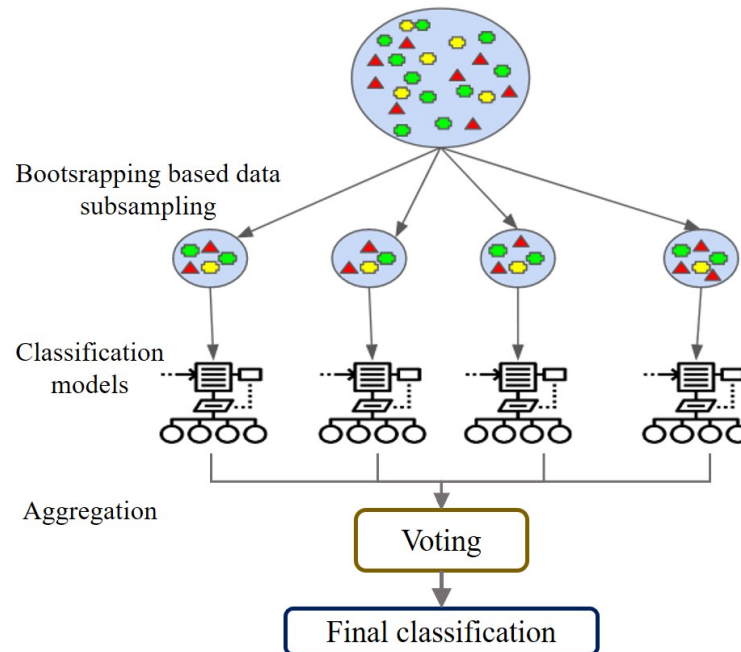 Bootsrapping based data
subsampling
Classification
models
Aggregation
Voting
Final classification